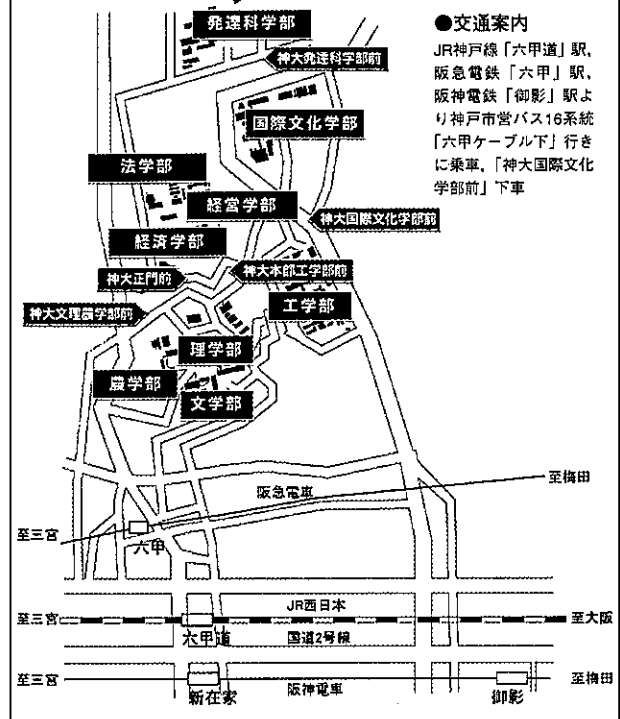 発達科学部
●交通案内
JR神戸線「六甲道」駅,
阪急電鉄「六甲」駅,
阪神電鉄「御影」駅よ
り神戸市営バス16系統
「六甲ケーブル下」行き
に乗車,「神大国際文化
学部前」下車
神大発達科学部前
国際文化学部
法学部
経営学部
神大国際文化学部前
経済学部
神大正門前
神大本部工学部前
神大文理農学部前
工学部
理学部
農学部
文学部
阪急電車
至梅田
至三宮
六甲
JR西日本
至三宮
六甲道
至大阪
国道2号線
至三宮
新在家
阪神電車
御影
至梅田